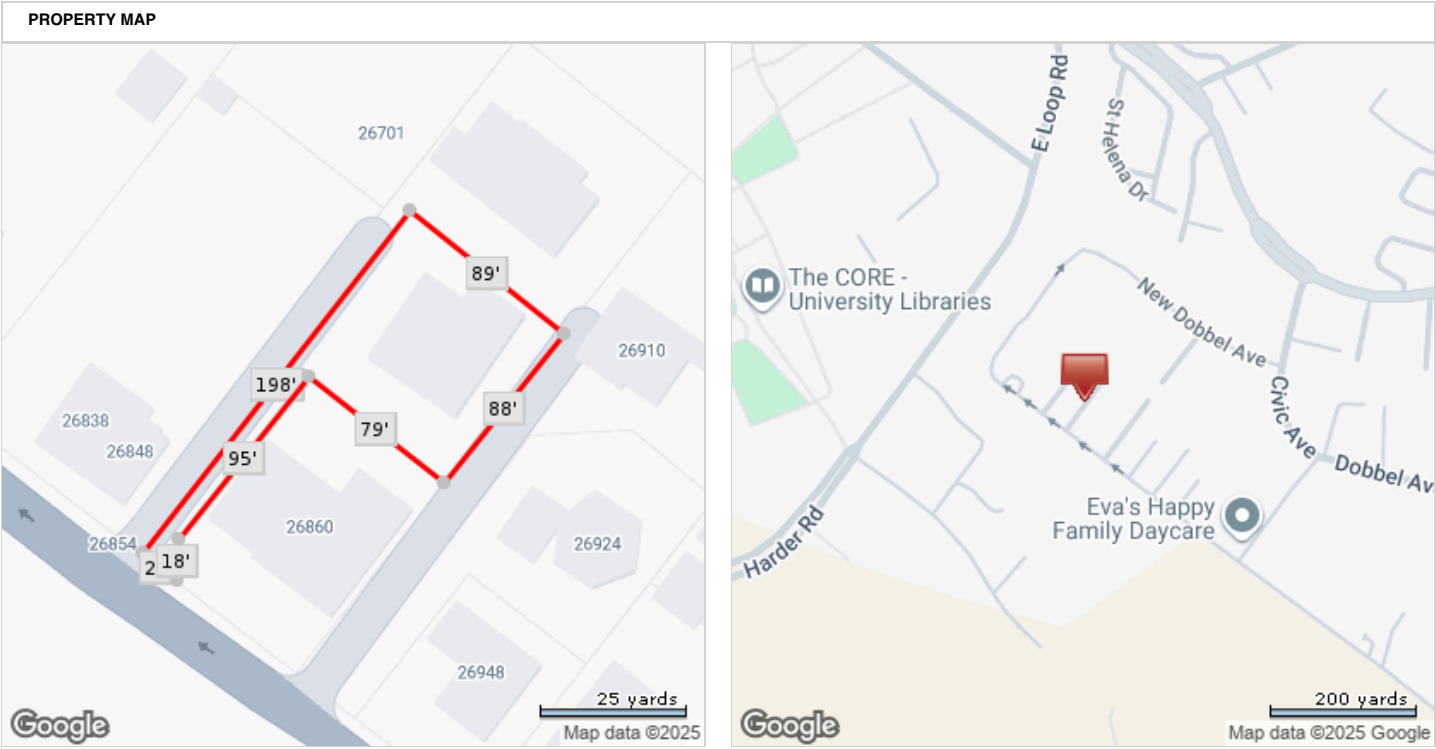 PROPERTY MAP
26701
89'
26910
198'
88'
26838
79'
26848
95'
26860
26854
26924
2
18'
26948
25 yards
Google
Map data ©2025
E Loop Rd
St Helena Dr
The CORE -
University Libraries
New Dobbel Ave
Civic Ave
Dobbel Av
Eva's Happy
Family Daycare
Harder Rd
200 yards
Google
Map data ©2025 Google